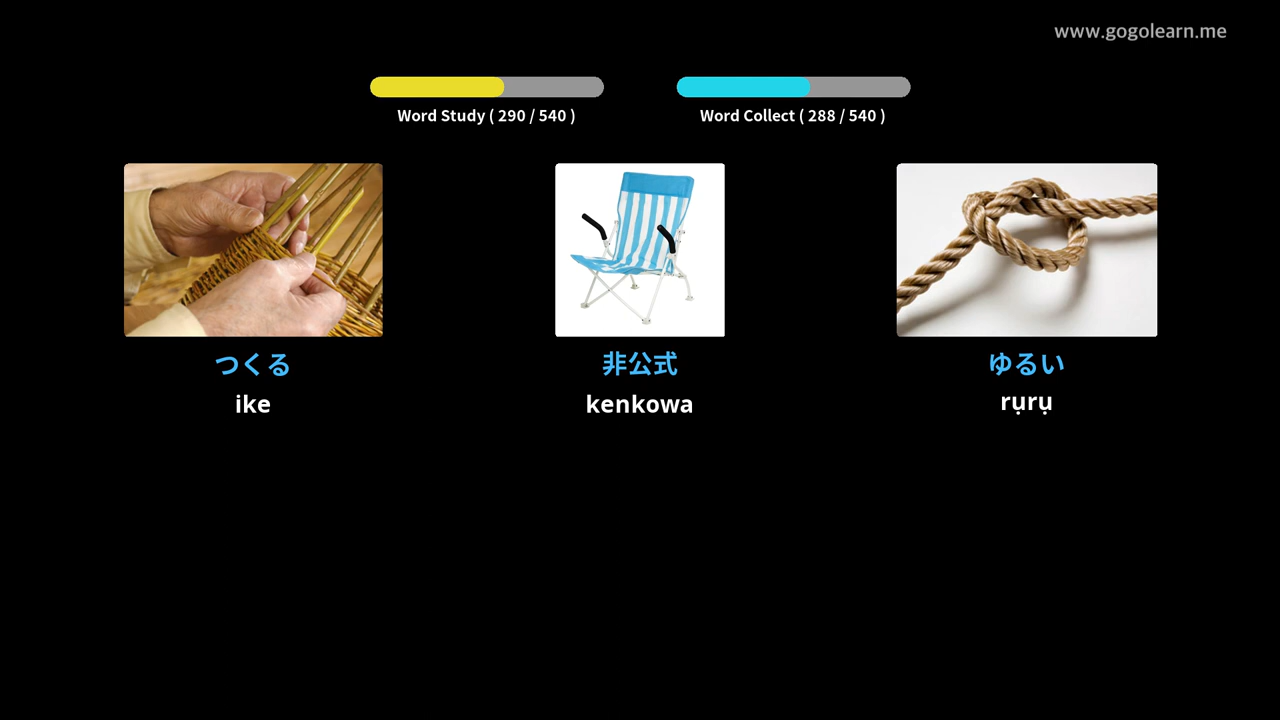 www.gogolearn.me
Word Study ( 290 / 540 )
Word Collect ( 288 / 540 )
つくる
非公式
ゆるい
ike
kenkowa
rụrụ